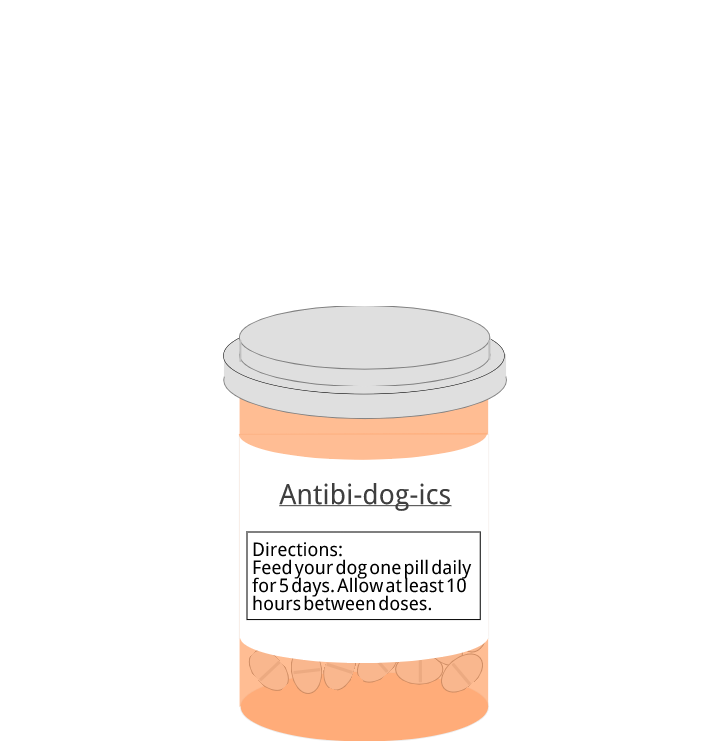 Antibi-dog-ics
Directions:
Feed your dog one pill daily
for 5 days. Allow at least 10
hours between doses.